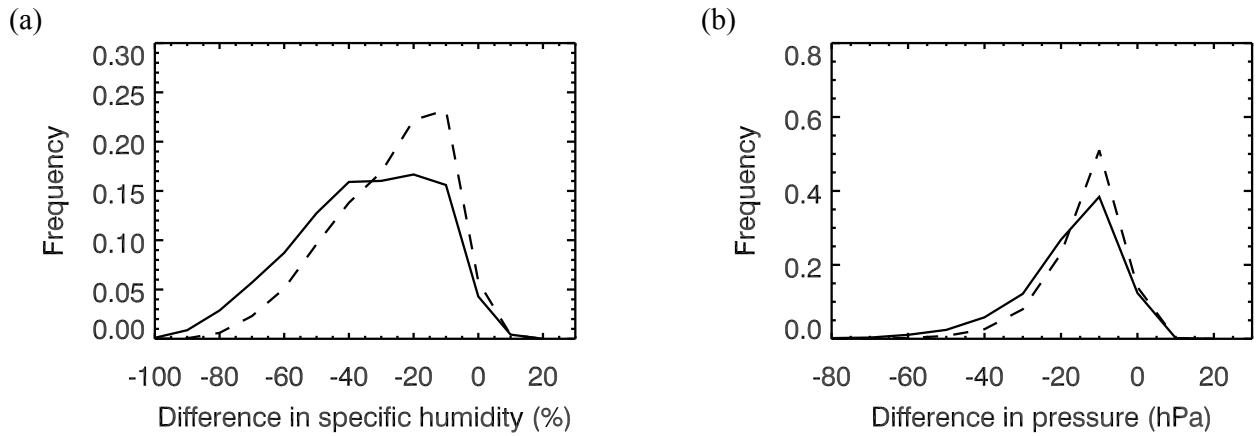 (a)
0.30
0.25
0.20
0.15
0.10
0.05
0.00
Frequency
-100 -80 -60 -40 -20 0 20
Difference in specific humidity (%)
(b)
0.8
0.6
0.4
0.2
0.0
Frequency
-80 -60 -40 -20 0 20
Difference in pressure (hPa)